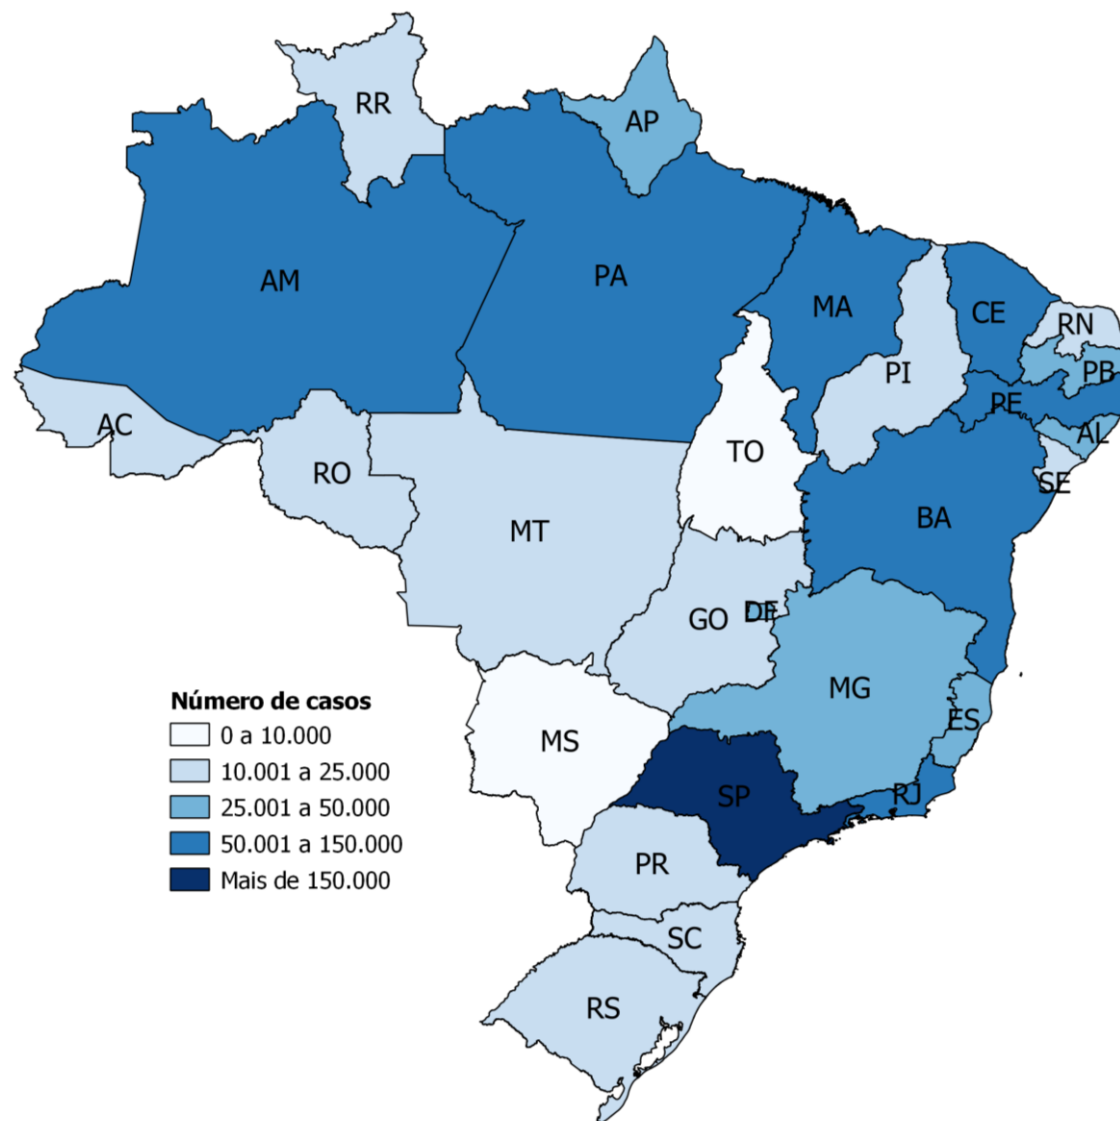 RR
AP
AM
PA
MA
CE
RN
PI
PB
PE
AC
AL
TO
RO
SE
BA
MT
DF
GO
MG
Número de casos
ES
0 a 10.000
MS
10.001 a 25.000
SP
RJ
25.001 a 50.000
50.001 a 150.000
PR
Mais de 150.000
SC
RS